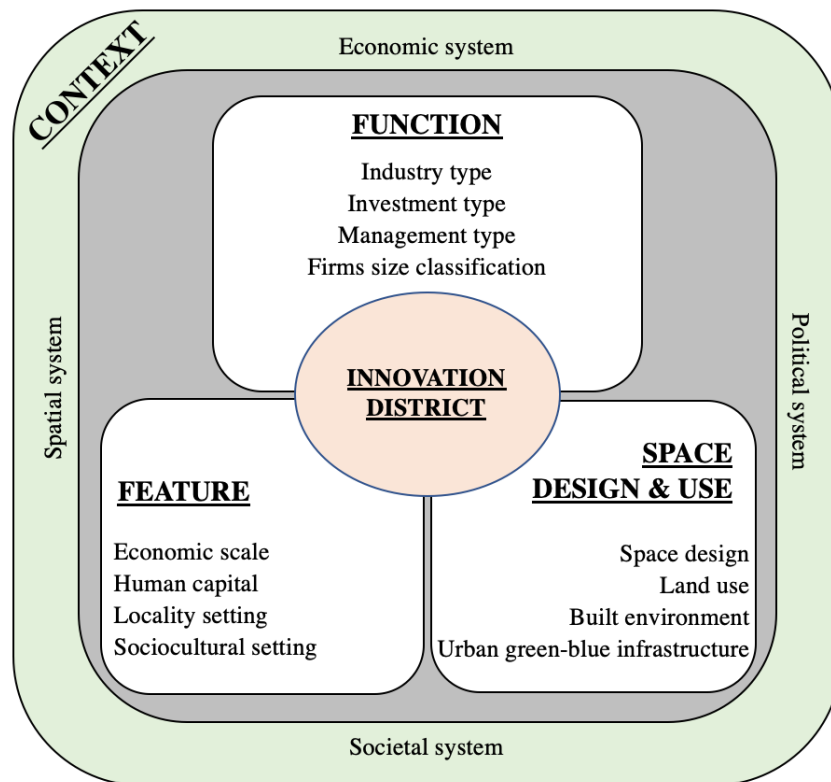 CONTEXT
Economic system
FUNCTION
Industry type
Investment type
Management type
Firms size classification
Spatial system
Political system
INNOVATION
DISTRICT
FEATURE
Economic scale
Human capital
Locality setting
Sociocultural setting
SPACE
DESIGN & USE
Space design
Land use
Built environment
Urban green-blue infrastructure
Societal system